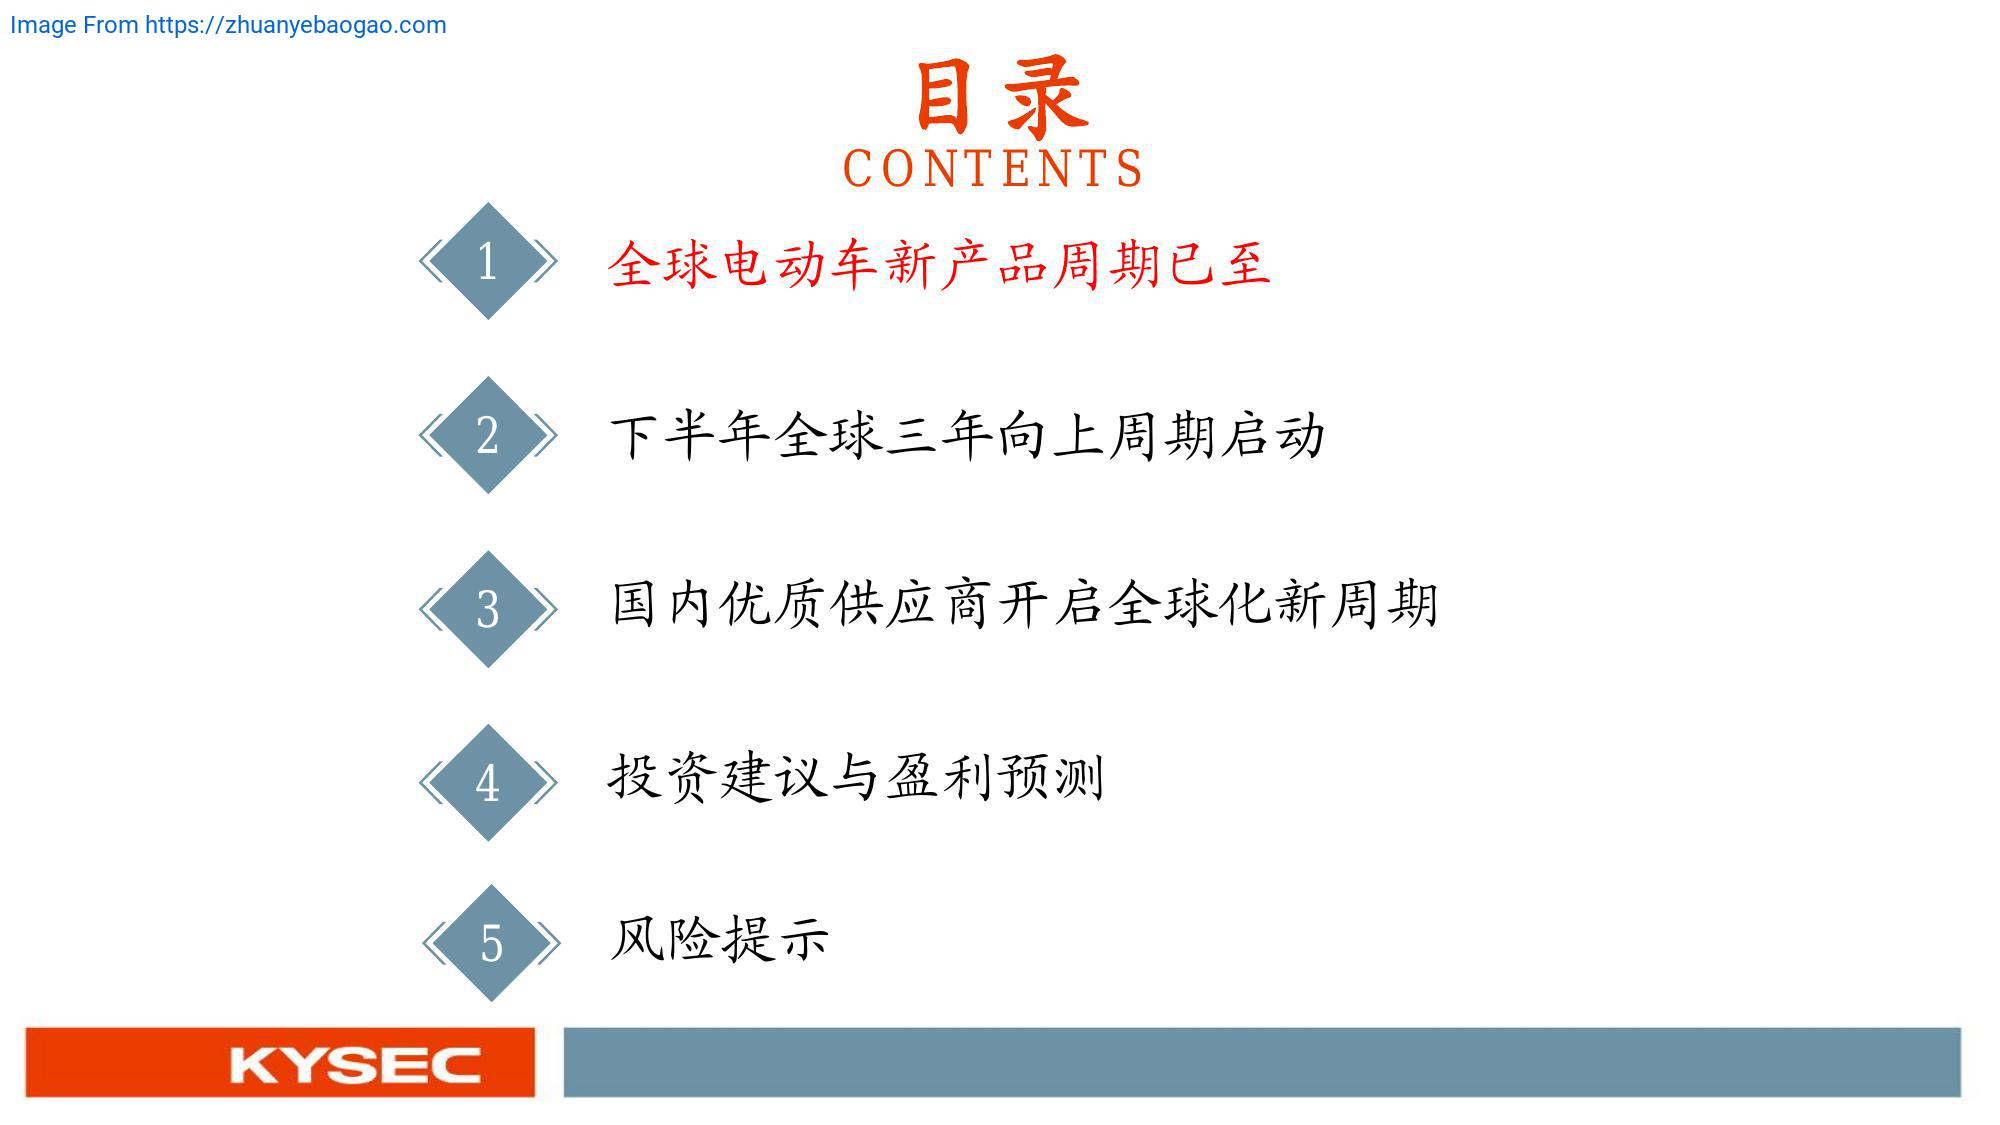 Image From https://zhuanyebaogao.com
目录
CONTENTS
1 全球电动车新产品周期已至
2 下半年全球三年向上周期启动
3 国内优质供应商开启全球化新周期
4 投资建议与盈利预测
5 风险提示
KYSEC